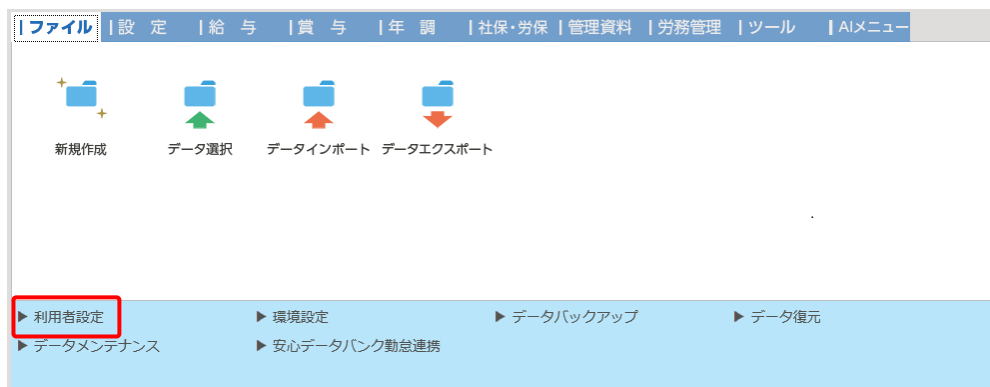 |ファイル |設 定 |給 与 |賞 与 |年 調 |社保・労保 |管理資料 |労務管理 |ツール |AIメニュー
新規作成 データ選択 データインポート データエクスポート
▶ 利用者設定 ▶ 環境設定 ▶ データバックアップ ▶ データ復元
▶ データメンテナンス ▶ 安心データバンク勤怠連携